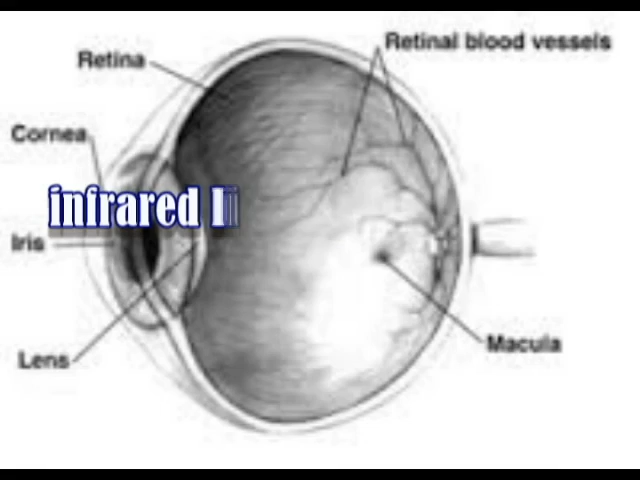 Retinal blood vessels
Retina
Cornea
infrared
Iris
Lens
Macula